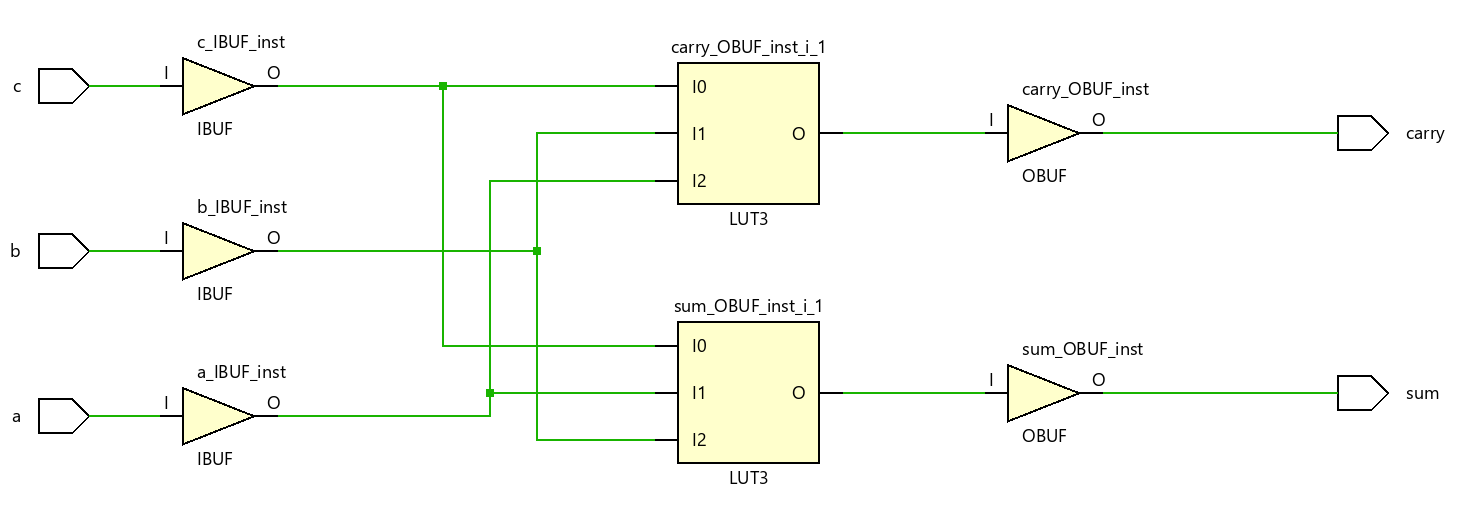 c
I
c_IBUF_inst
O
IBUF
b
I
b_IBUF_inst
O
IBUF
a
I
a_IBUF_inst
O
IBUF
carry_OBUF_inst_i_1
I0
I1
I2
O
LUT3
sum_OBUF_inst_i_1
I0
I1
I2
O
LUT3
carry_OBUF_inst
I
O
OBUF
carry
sum_OBUF_inst
I
O
OBUF
sum